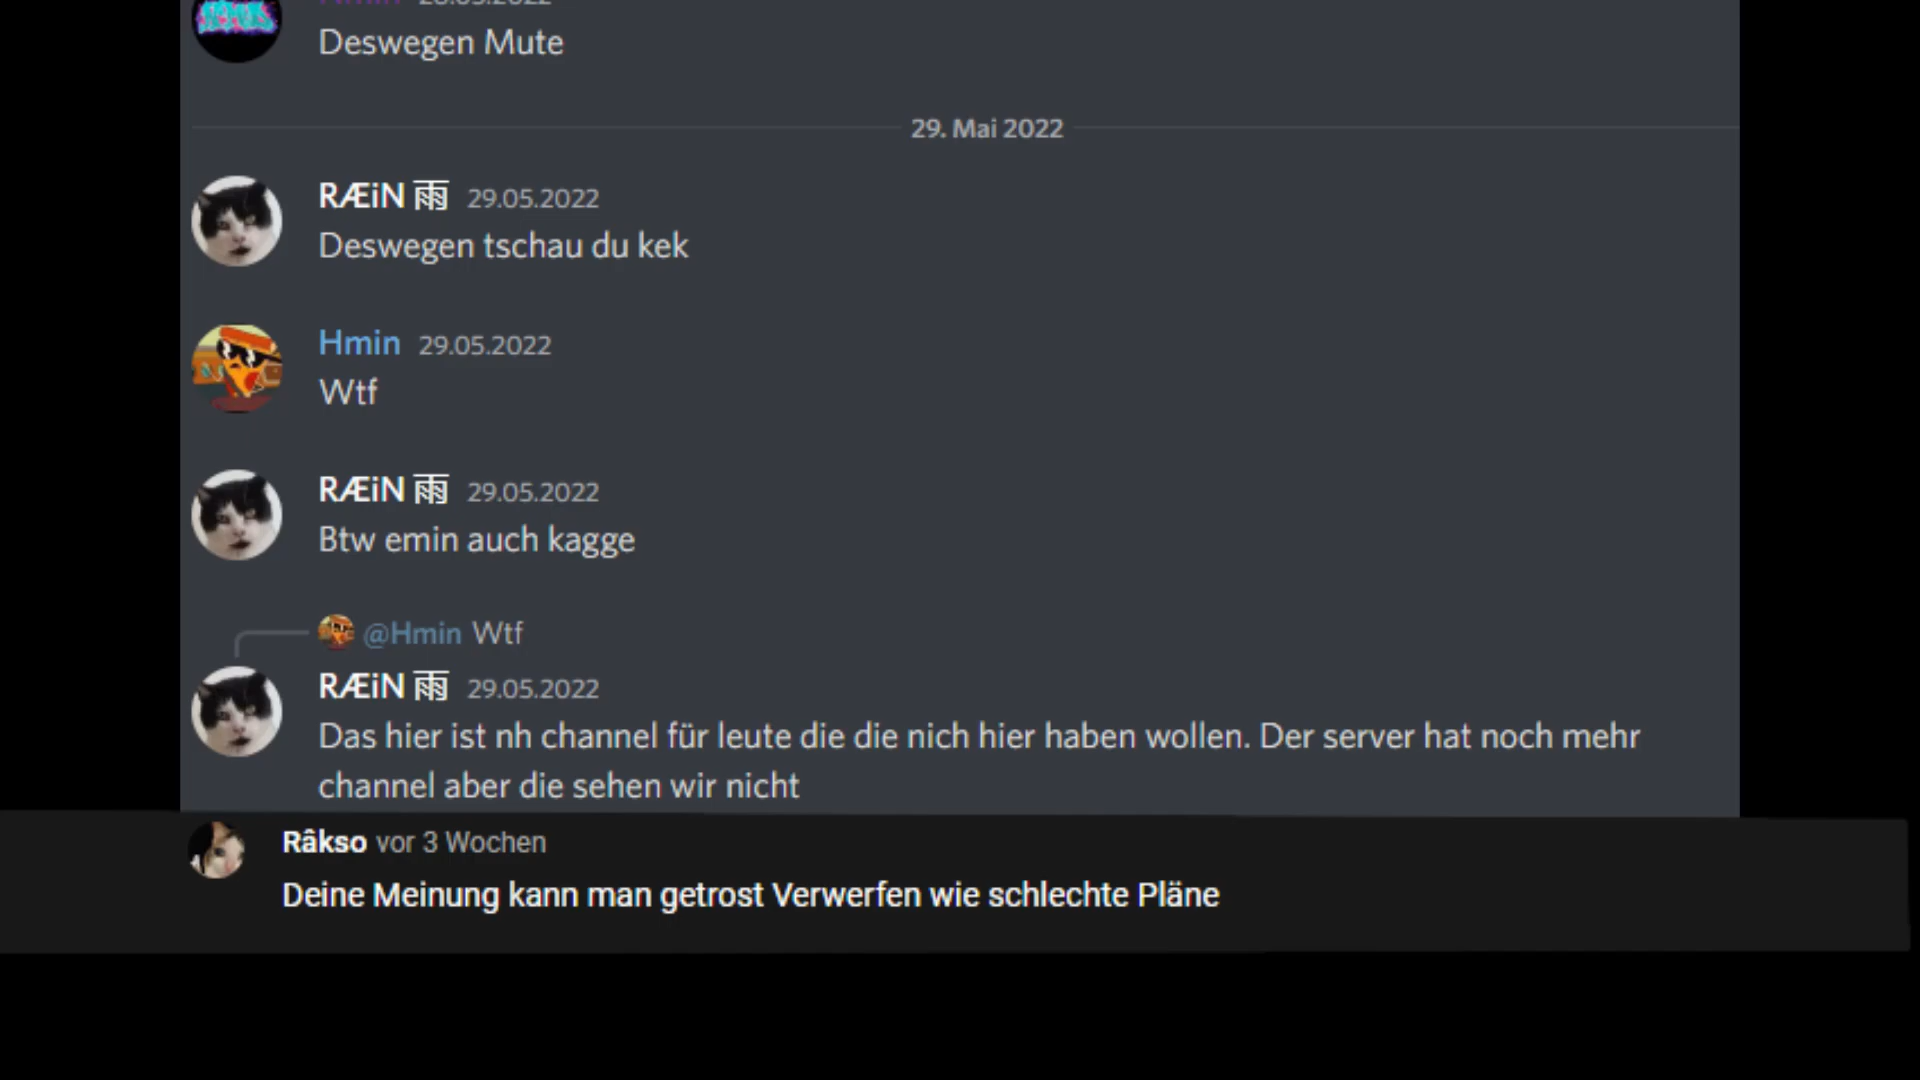 28.05.2022
Deswegen Mute
29. Mai 2022
RÆiN 雨 29.05.2022
Deswegen tschau du kek
Hmin 29.05.2022
Wtf
RÆiN 雨 29.05.2022
Btw emin auch kagge
@Hmin Wtf
RÆiN 雨 29.05.2022
Das hier ist nh channel für leute die die nich hier haben wollen. Der server hat noch mehr
channel aber die sehen wir nicht
Râkso vor 3 Wochen
Deine Meinung kann man getrost Verwerfen wie schlechte Pläne